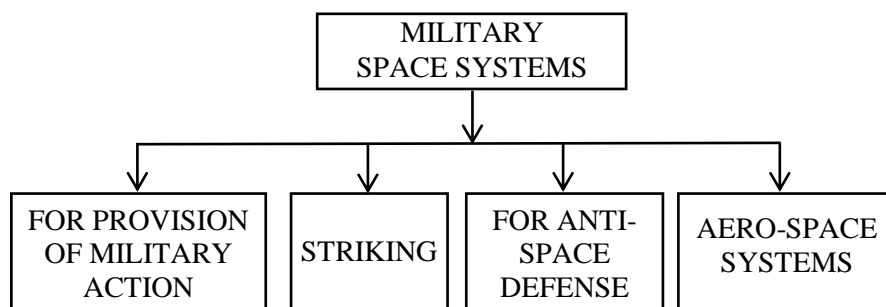 MILITARY
SPACE SYSTEMS
FOR PROVISION
OF MILITARY
ACTION
STRIKING
FOR ANTI-
SPACE
DEFENSE
AERO-SPACE
SYSTEMS